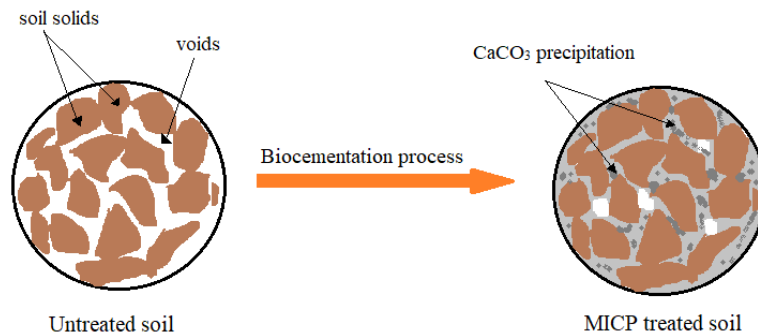 soil solids
voids
CaCO₃ precipitation
Biocementation process
Untreated soil
MICP treated soil